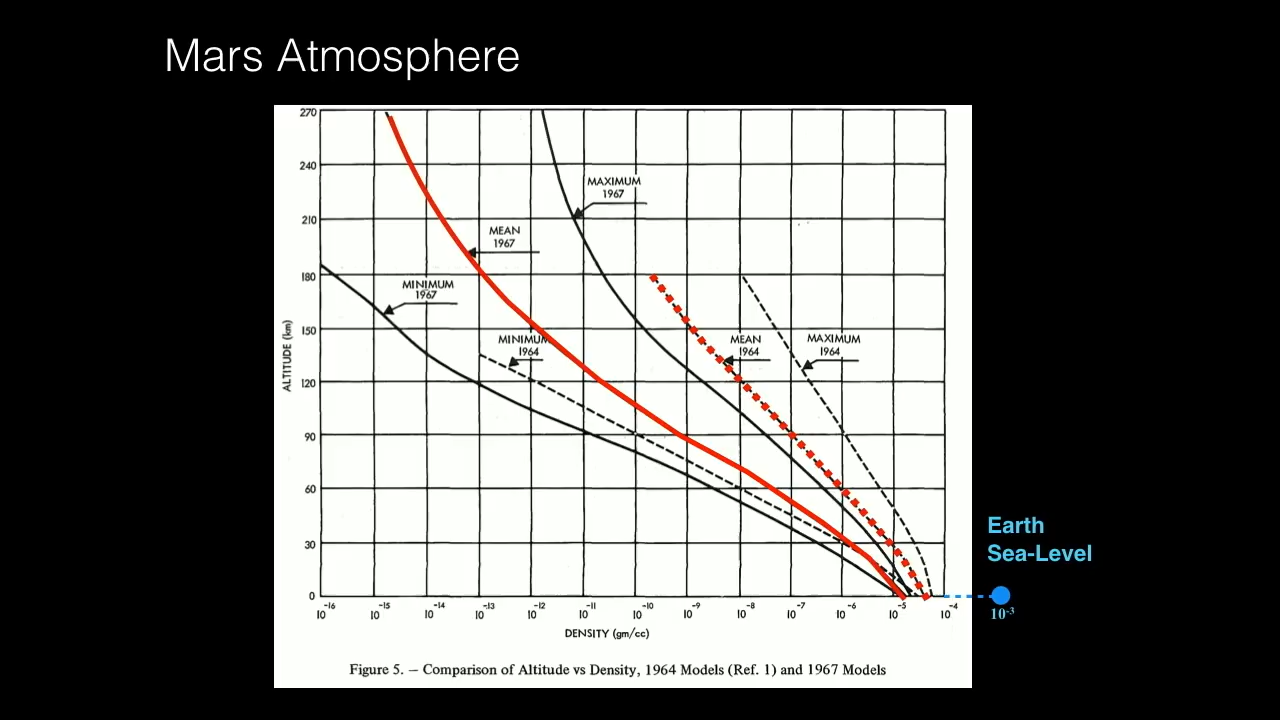 Mars Atmosphere
270
240
210
180
150
120
90
60
30
0
ALTITUDE (km)
MAXIMUM
1967
MEAN
1967
MINIMUM
1967
MINIMUM
1964
MEAN
1964
MAXIMUM
1964
Earth
Sea-Level
10⁻¹⁶ 10⁻¹⁵ 10⁻¹⁴ 10⁻¹³ 10⁻¹² 10⁻¹¹ 10⁻¹⁰ 10⁻⁹ 10⁻⁸ 10⁻⁷ 10⁻⁶ 10⁻⁵ 10⁻⁴ 10⁻³
DENSITY (gm/cc)
Figure 5. — Comparison of Altitude vs Density, 1964 Models (Ref. 1) and 1967 Models